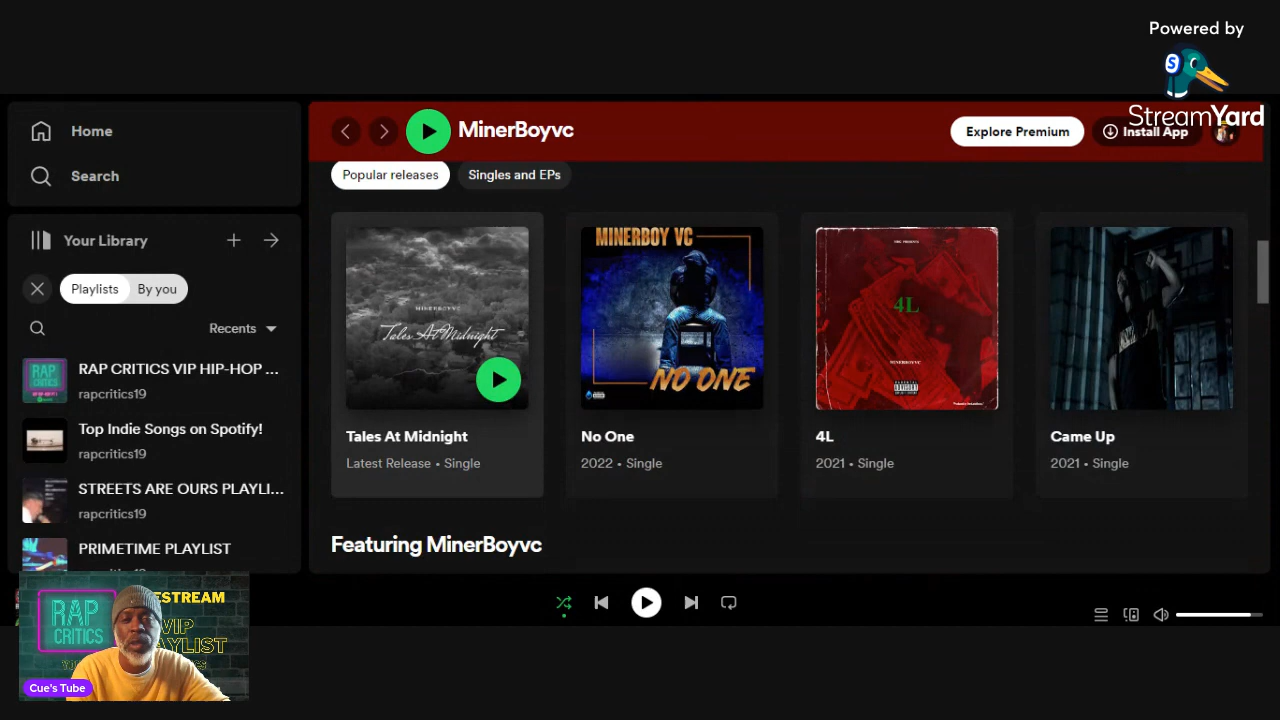 Powered by
S
StreamYard
Home
Search
Your Library
Playlists
By you
Recents
RAP CRITICS VIP HIP-HOP ...
rapcritics19
Top Indie Songs on Spotify!
rapcritics19
STREETS ARE OURS PLAYLI...
rapcritics19
PRIMETIME PLAYLIST
MinerBoyvc
Explore Premium
Install App
Popular releases
Singles and EPs
MINERBOYVC
Tales At Midnight
Tales At Midnight
Latest Release • Single
MINERBOY VC
NO ONE
No One
2022 • Single
4L
MINERBOYVC
4L
2021 • Single
Came Up
2021 • Single
Featuring MinerBoyvc
RAP
CRITICS
ESTREAM
VIP
AYLIST
Cue's Tube